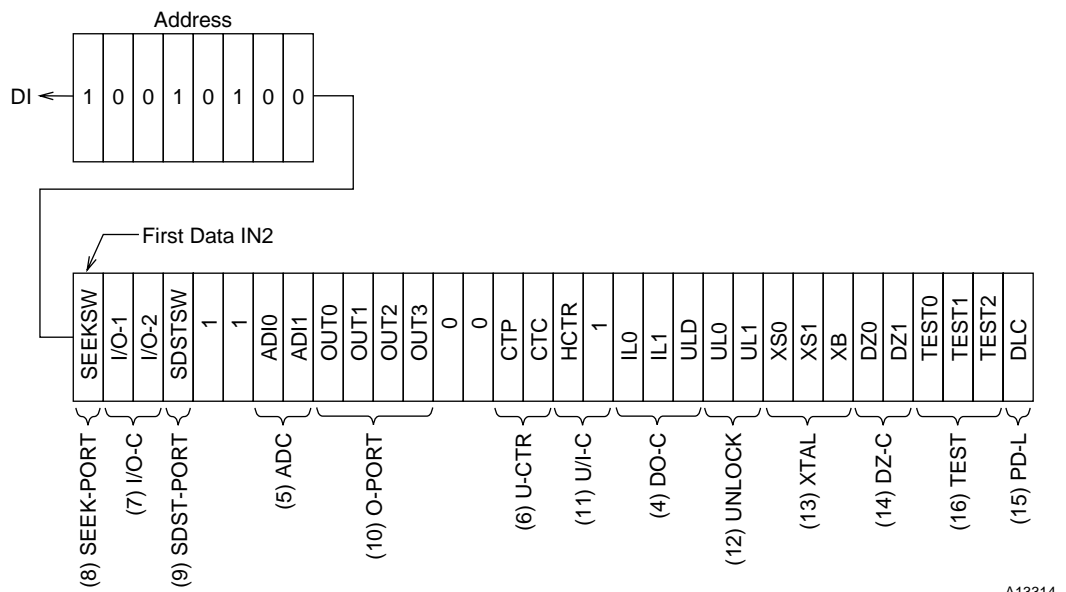 Address
DI
1 0 0 1 0 1 0 0
First Data IN2
SEEKSW
I/O-1
I/O-2
SDSTSW
1
1
ADI0
ADI1
OUT0
OUT1
OUT2
OUT3
0
0
CTP
CTC
HCTR
1
IL0
IL1
ULD
UL0
UL1
XS0
XS1
XB
DZ0
DZ1
TEST0
TEST1
TEST2
DLC
(8) SEEK-PORT
(7) I/O-C
(9) SDST-PORT
(5) ADC
(10) O-PORT
(6) U-CTR
(11) U/I-C
(4) DO-C
(12) UNLOCK
(13) XTAL
(14) DZ-C
(16) TEST
(15) PD-L
A13314